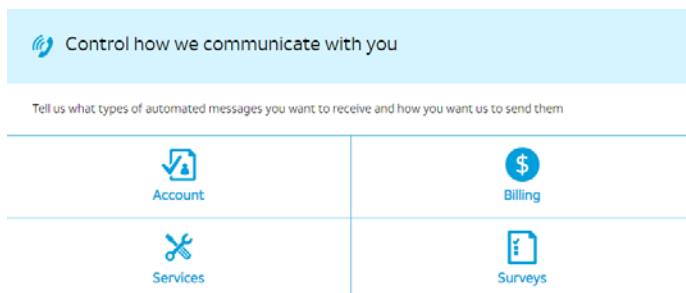 Control how we communicate with you
Tell us what types of automated messages you want to receive and how you want us to send them
$
Account
Billing
Services
Surveys